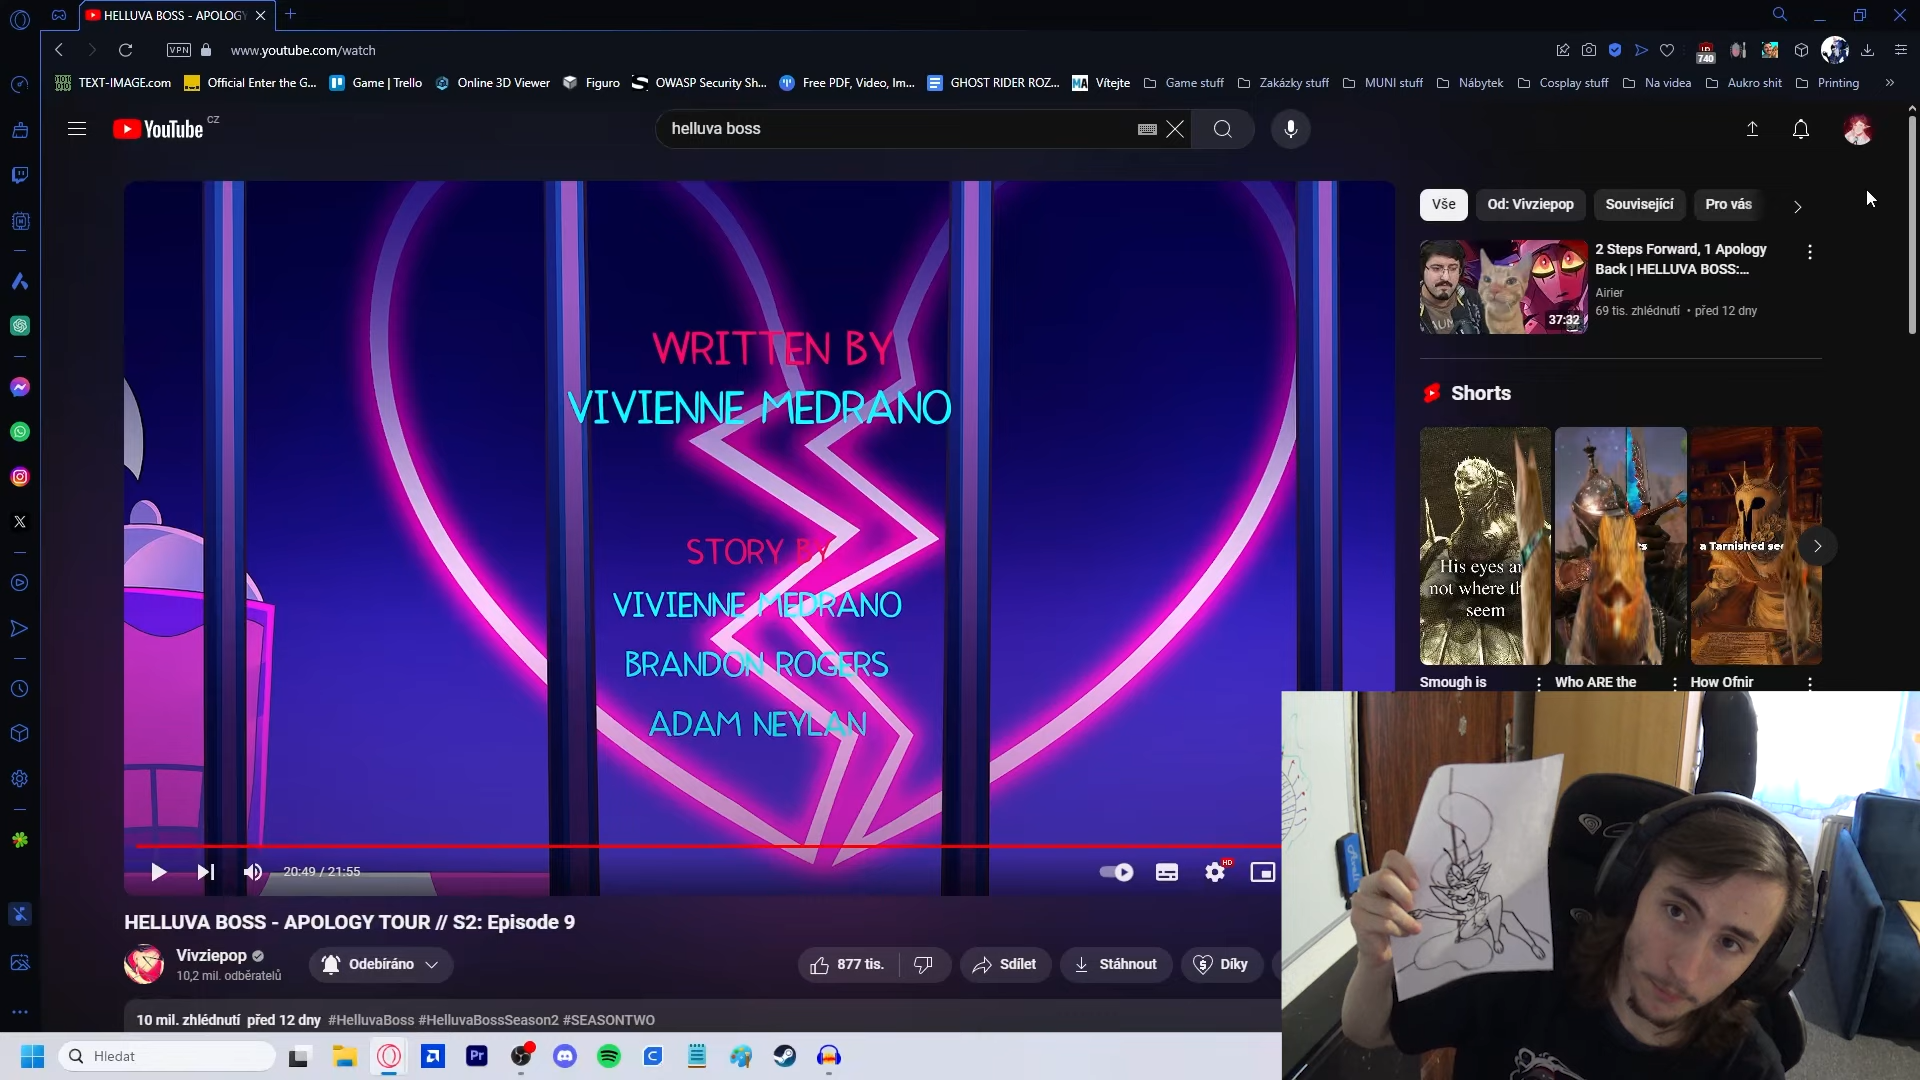 HELLUVA BOSS - APOLOGY
VPN
www.youtube.com/watch
740
TEXT-IMAGE.com
Official Enter the G...
Game | Trello
Online 3D Viewer
Figuro
OWASP Security Sh...
Free PDF, Video, Im...
GHOST RIDER ROZ...
Vítejte
Game stuff
Zakázky stuff
MUNI stuff
Nábytek
Cosplay stuff
Na videa
Aukro shit
Printing
YouTube CZ
helluva boss
WRITTEN BY
VIVIENNE MEDRANO
STORY BY
VIVIENNE MEDRANO
BRANDON ROGERS
ADAM NEYLAN
20:49 / 21:55
HD
HELLUVA BOSS - APOLOGY TOUR // S2: Episode 9
Vivziepop
10,2 mil. odběratelů
Odebíráno
877 tis.
Sdílet
Stáhnout
Díky
10 mil. zhlédnutí před 12 dny #HelluvaBoss #HelluvaBossSeason2 #SEASONTWO
Vše
Od: Vivziepop
Související
Pro vás
2 Steps Forward, 1 Apology
Back | HELLUVA BOSS:...
Airier
69 tis. zhlédnutí • před 12 dny
37:32
Shorts
His eyes ar
not where th
seem
a Tarnished see
Smough is
Who ARE the
How Ofnir
Hledat
Pr